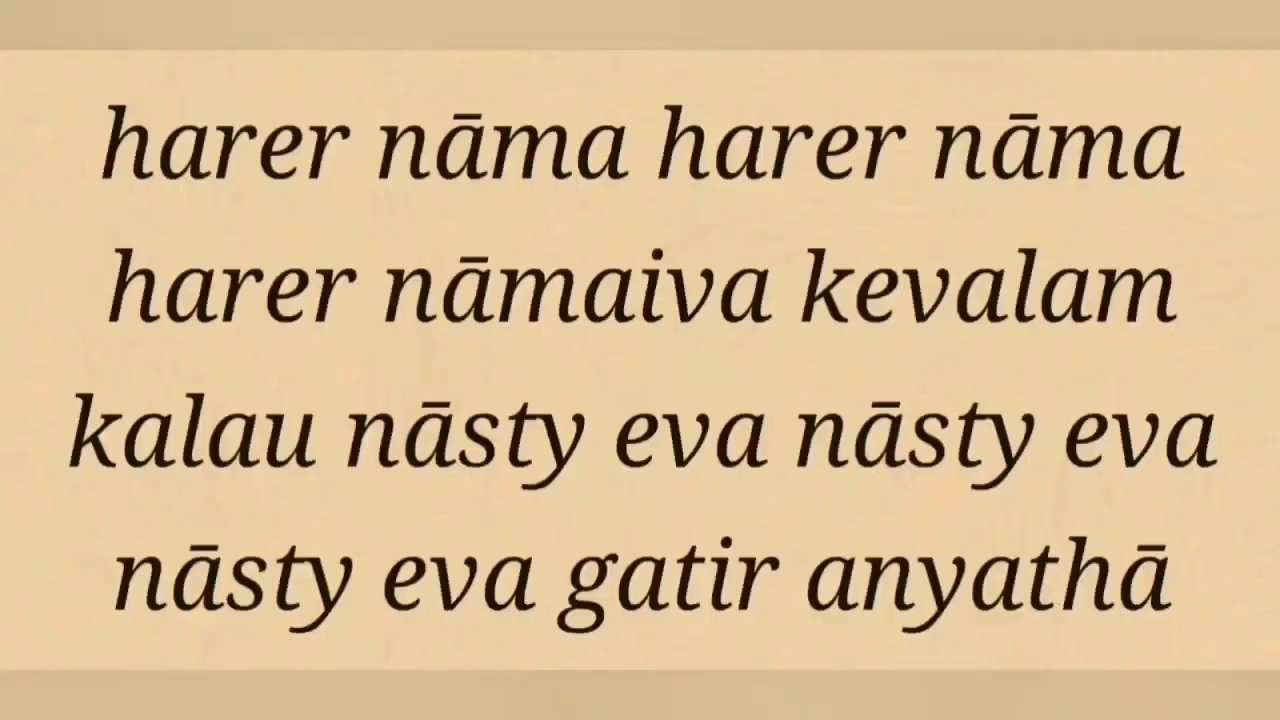 harer nāma harer nāma
harer nāmaiva kevalam
kalau nāsty eva nāsty eva
nāsty eva gatir anyathā